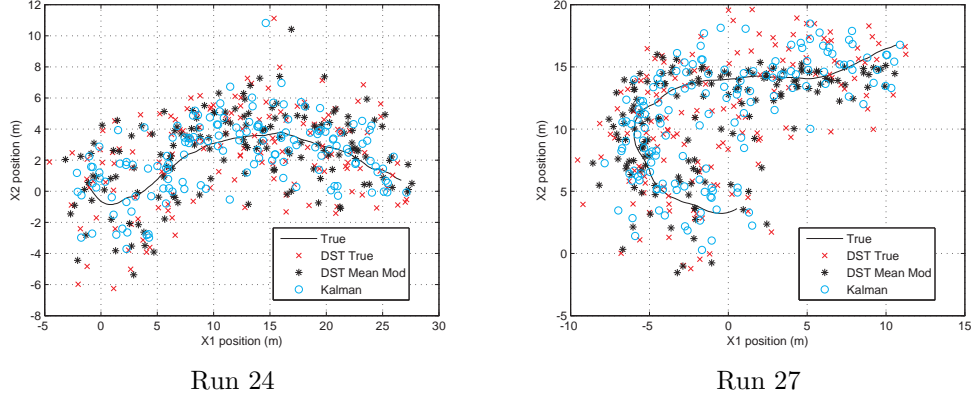 12
10
8
6
4
2
0
-2
-4
-6
-8
-5 0 5 10 15 20 25 30
X1 position (m)
X2 position (m)
True
DST True
DST Mean Mod
Kalman
Run 24
20
15
10
5
0
-5
-10 -5 0 5 10 15
X1 position (m)
X2 position (m)
True
DST True
DST Mean Mod
Kalman
Run 27